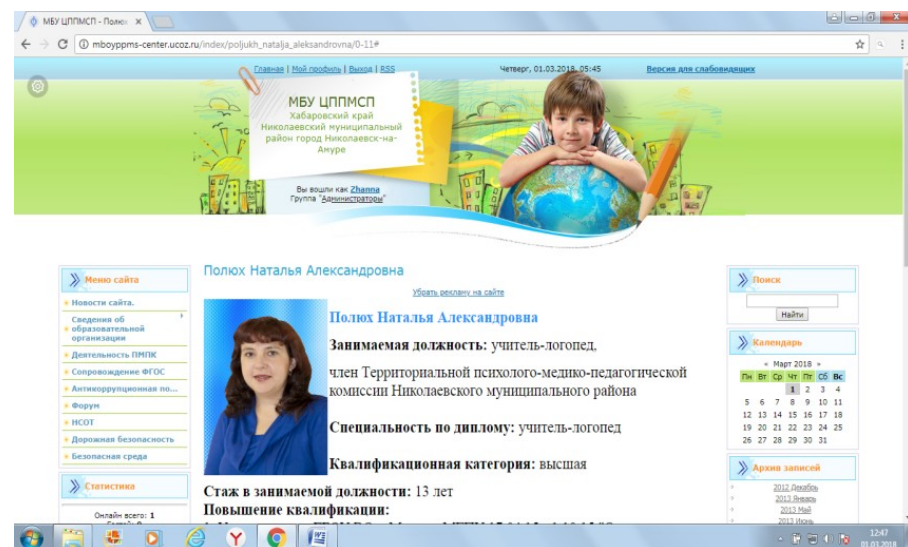 МБУ ЦППМСП - Полюх
mboyppms-center.ucoz.ru/index/poljukh_natalja_aleksandrovna/0-11#
Главная | Мой профиль | Выход | RSS
Четверг, 01.03.2018, 05:45
Версия для слабовидящих
МБУ ЦППМСП
Хабаровский край
Николаевский муниципальный
район город Николаевск-на-
Амуре
Вы вошли как Zhanna
Группа "Администраторы"
Меню сайта
Новости сайта.
Сведения об
образовательной
организации
Деятельность ПМПК
Сопровождение ФГОС
Антикоррупционная по...
Форум
НСОТ
Дорожная безопасность
Безопасная среда
Статистика
Онлайн всего: 1
Полюх Наталья Александровна
Убрать рекламу на сайте
Полюх Наталья Александровна
Занимаемая должность: учитель-логопед,
член Территориальной психолого-медико-педагогической
комиссии Николаевского муниципального района
Специальность по диплому: учитель-логопед
Квалификационная категория: высшая
Стаж в занимаемой должности: 13 лет
Повышение квалификации:
Поиск
Найти
Календарь
« Март 2018 »
Пн Вт Ср Чт Пт Сб Вс
1 2 3 4
5 6 7 8 9 10 11
12 13 14 15 16 17 18
19 20 21 22 23 24 25
26 27 28 29 30 31
Архив записей
2012 Декабрь
2013 Январь
2013 Май
2013 Июнь
12:47
01.03.2018